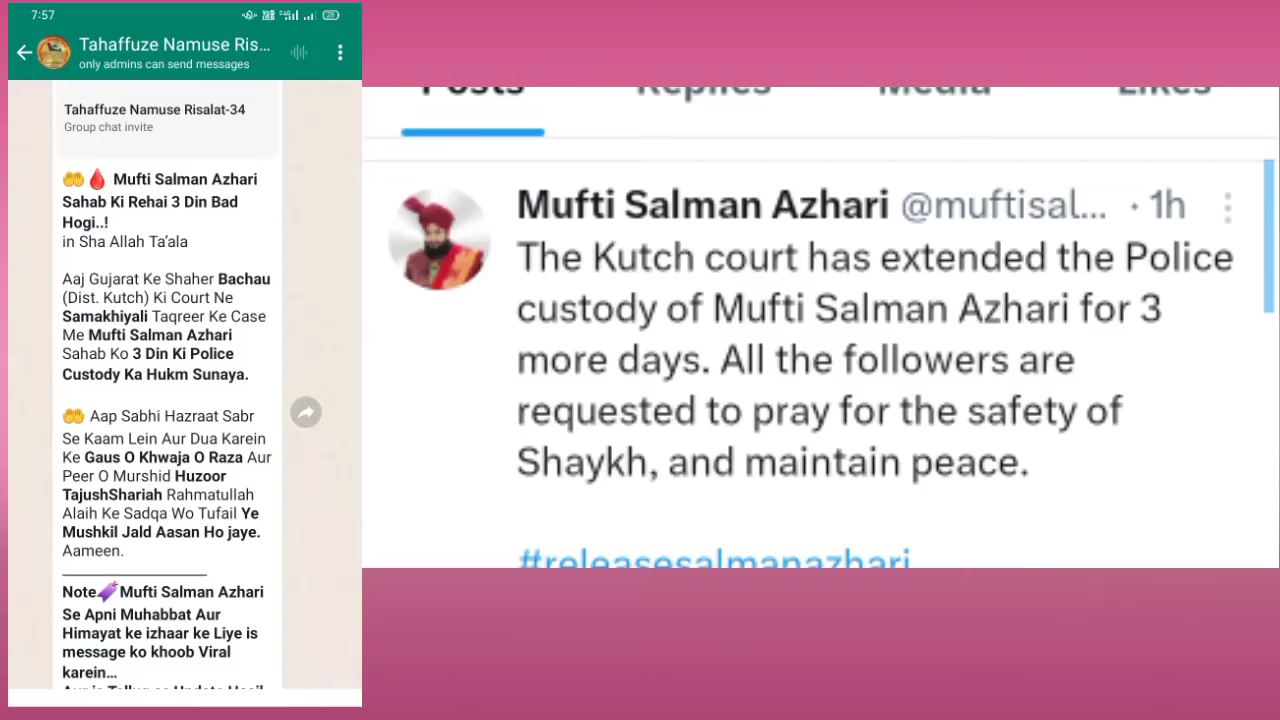 7:57
Tahaffuze Namuse Ris...
only admins can send messages
Tahaffuze Namuse Risalat-34
Group chat invite
🤲🩸 Mufti Salman Azhari
Sahab Ki Rehai 3 Din Bad
Hogi..!
in Sha Allah Ta'ala
Aaj Gujarat Ke Shaher Bachau
(Dist. Kutch) Ki Court Ne
Samakhiyali Taqreer Ke Case
Me Mufti Salman Azhari
Sahab Ko 3 Din Ki Police
Custody Ka Hukm Sunaya.
🤲 Aap Sabhi Hazraat Sabr
Se Kaam Lein Aur Dua Karein
Ke Gaus O Khwaja O Raza Aur
Peer O Murshid Huzoor
TajushShariah Rahmatullah
Alaih Ke Sadqa Wo Tufail Ye
Mushkil Jald Aasan Ho jaye.
Aameen.
Note Mufti Salman Azhari
Se Apni Muhabbat Aur
Himayat ke izhaar ke Liye is
message ko khoob Viral
karein...
Posts Replies Media Likes
Mufti Salman Azhari @muftisal... · 1h
The Kutch court has extended the Police
custody of Mufti Salman Azhari for 3
more days. All the followers are
requested to pray for the safety of
Shaykh, and maintain peace.
#releasesalmanazhari